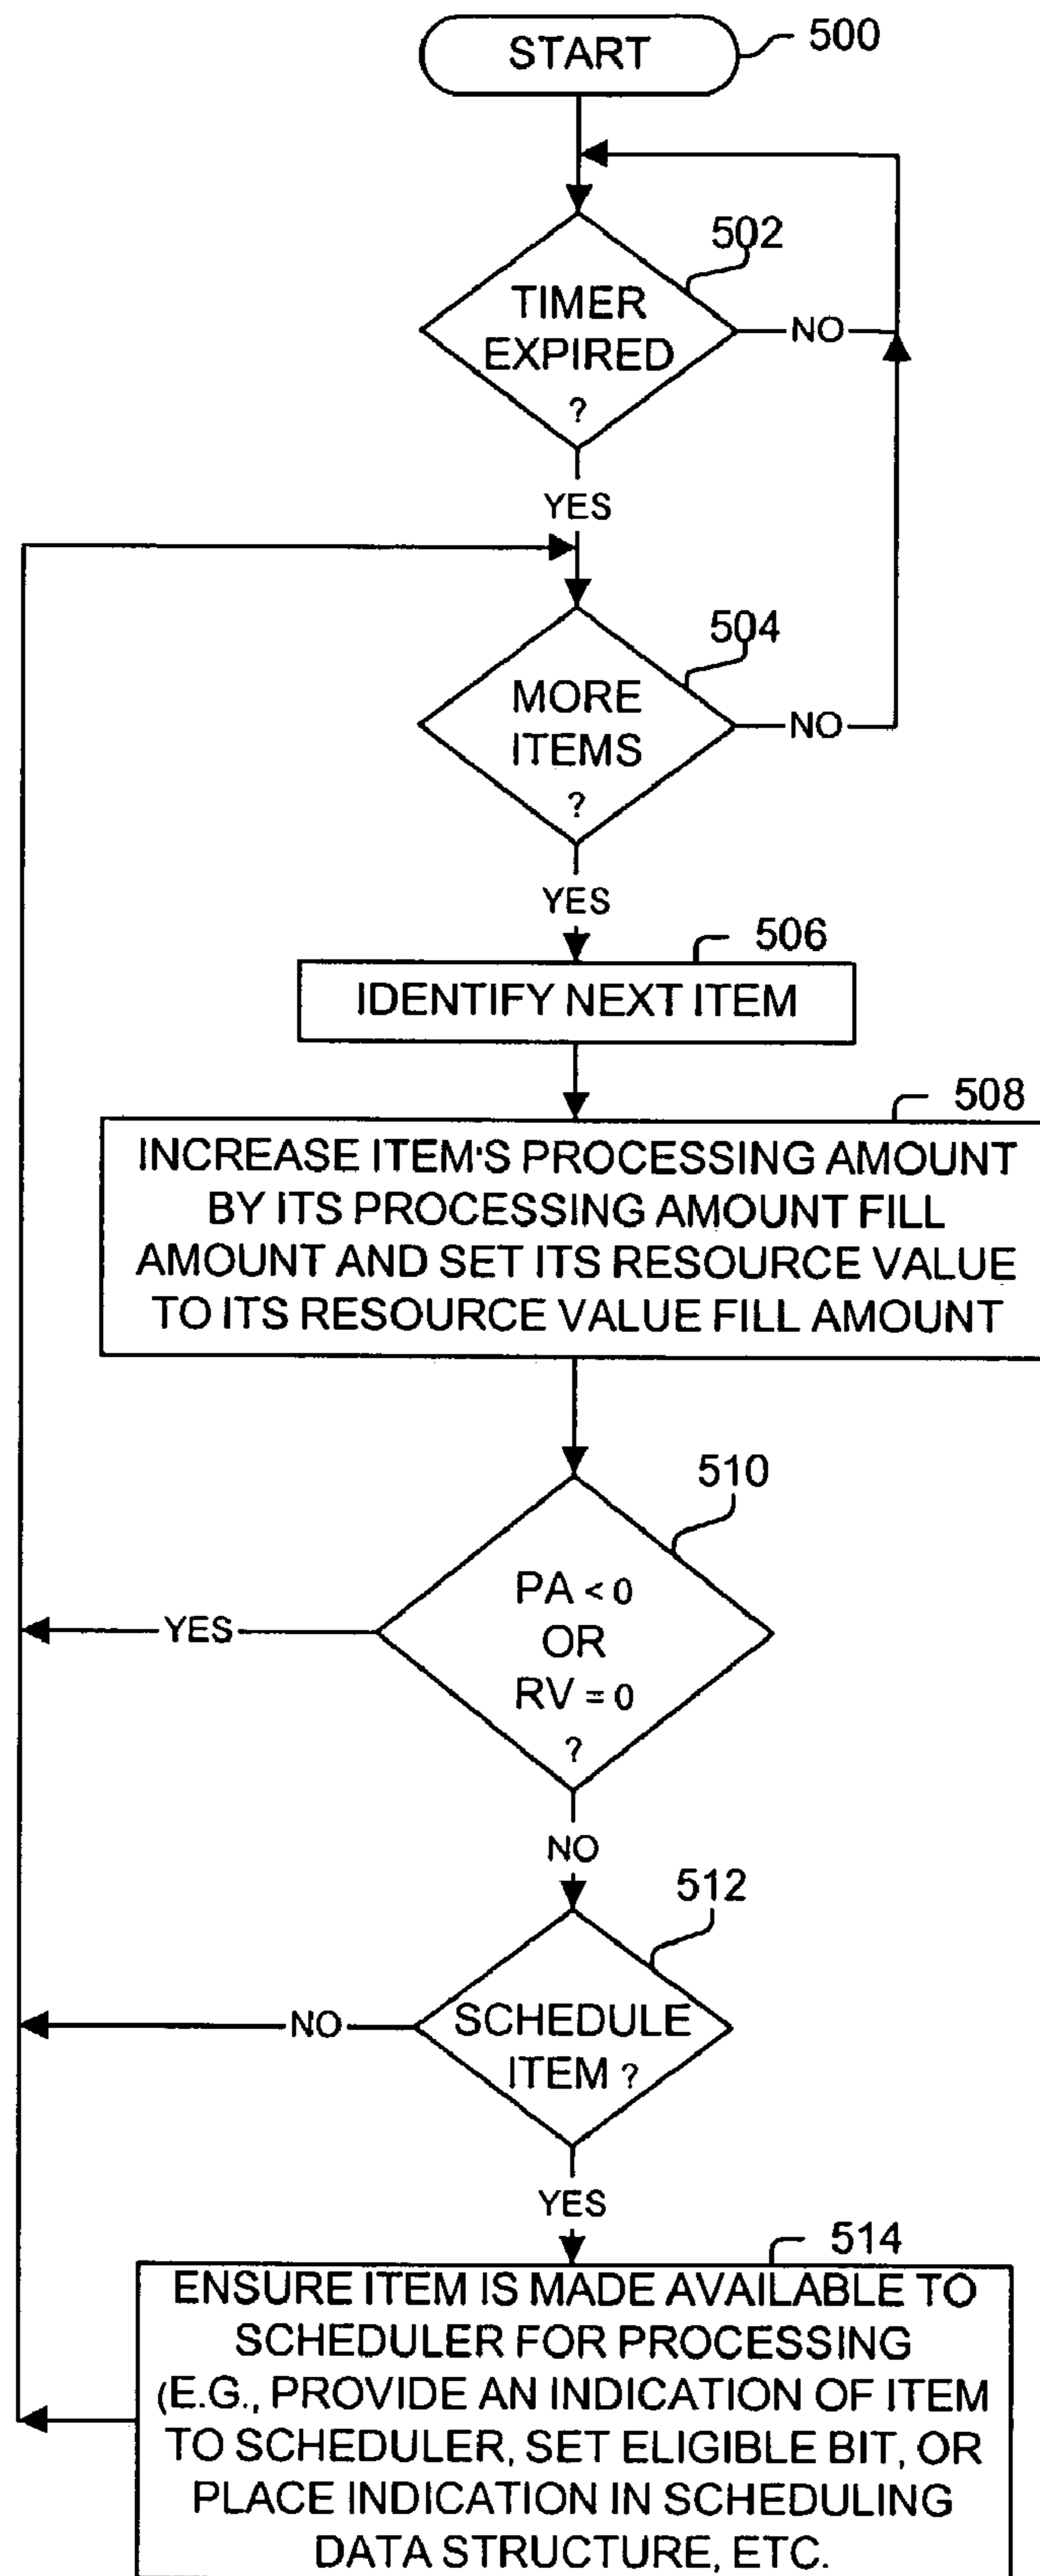 START
500
502
TIMER
EXPIRED
?
NO
YES
504
MORE
ITEMS
?
NO
YES
506
IDENTIFY NEXT ITEM
508
INCREASE ITEM'S PROCESSING AMOUNT
BY ITS PROCESSING AMOUNT FILL
AMOUNT AND SET ITS RESOURCE VALUE
TO ITS RESOURCE VALUE FILL AMOUNT
510
PA < 0
OR
RV = 0
?
YES
NO
512
SCHEDULE
ITEM ?
NO
YES
514
ENSURE ITEM IS MADE AVAILABLE TO
SCHEDULER FOR PROCESSING
(E.G., PROVIDE AN INDICATION OF ITEM
TO SCHEDULER, SET ELIGIBLE BIT, OR
PLACE INDICATION IN SCHEDULING
DATA STRUCTURE, ETC.